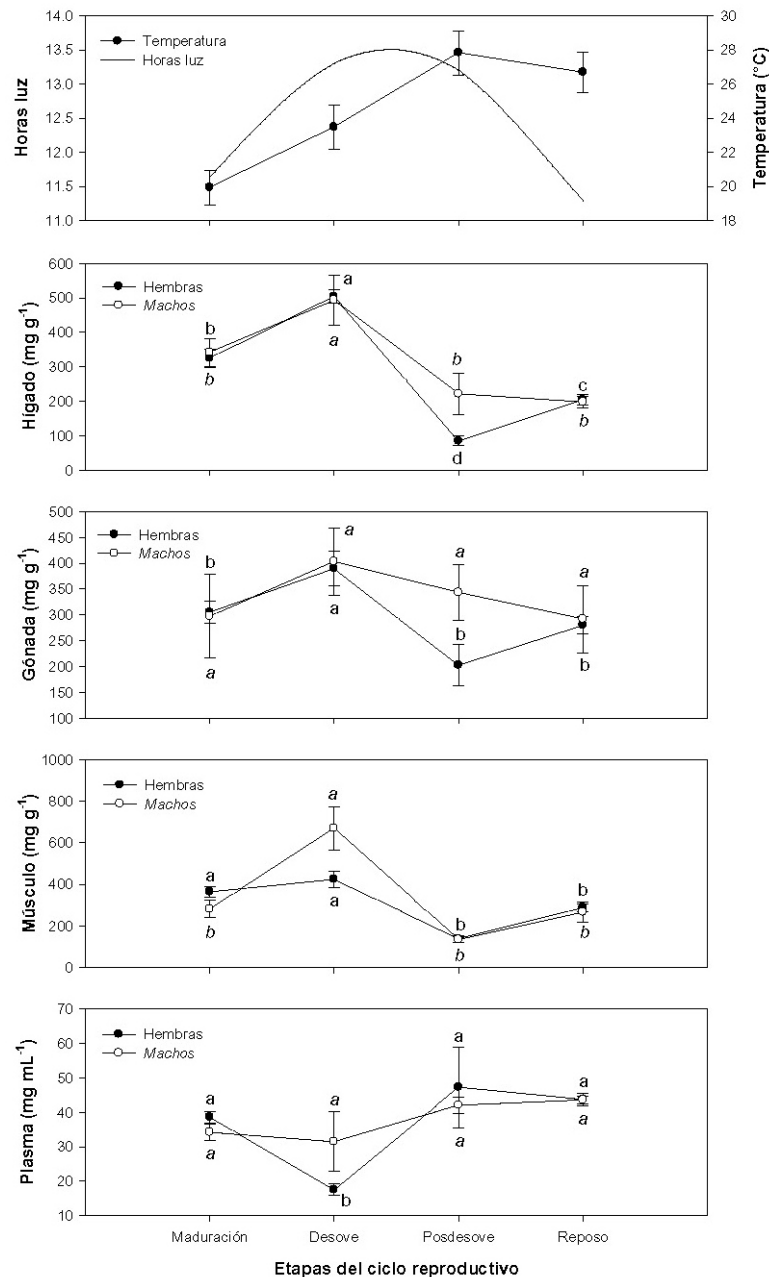 14.0
13.5
13.0
12.5
12.0
11.5
11.0
Horas luz
Temperatura
Horas luz
30
28
26
24
22
20
18
Temperatura (°C)
600
500
400
300
200
100
0
Hígado (mg g-1)
Hembras
Machos
b
b
a
a
b
d
c
b
500
450
400
350
300
250
200
150
100
Gónada (mg g-1)
Hembras
Machos
b
a
a
a
a
b
a
b
1000
800
600
400
200
0
Músculo (mg g-1)
Hembras
Machos
a
b
a
a
b
b
b
b
70
60
50
40
30
20
10
Plasma (mg mL-1)
Hembras
Machos
a
a
a
b
a
a
a
a
Maduración Desove Posdesove Reposo
Etapas del ciclo reproductivo